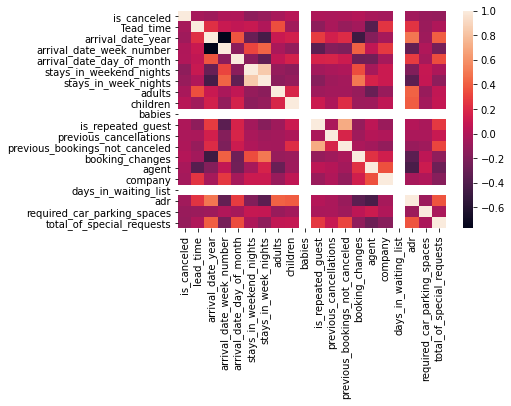 is_canceled
lead_time
arrival_date_year
arrival_date_week_number
arrival_date_day_of_month
stays_in_weekend_nights
stays_in_week_nights
adults
children
babies
is_repeated_guest
previous_cancellations
previous_bookings_not_canceled
booking_changes
agent
company
days_in_waiting_list
adr
required_car_parking_spaces
total_of_special_requests
is_canceled
lead_time
arrival_date_year
arrival_date_week_number
arrival_date_day_of_month
stays_in_weekend_nights
stays_in_week_nights
adults
children
babies
is_repeated_guest
previous_cancellations
previous_bookings_not_canceled
booking_changes
agent
company
days_in_waiting_list
adr
required_car_parking_spaces
total_of_special_requests
1.0
0.8
0.6
0.4
0.2
0.0
−0.2
−0.4
−0.6